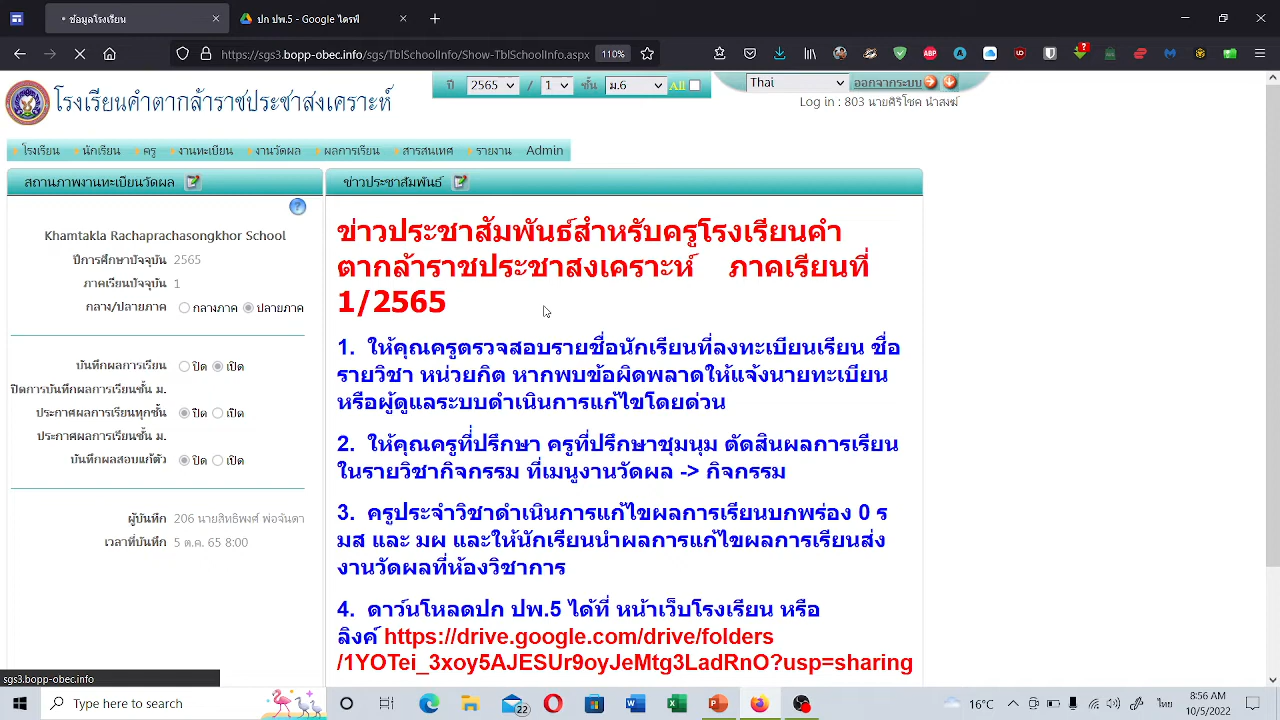 ปก ปพ.5 - Google ไดรฟ์
https://sgs3.bopp-obec.info/sgs/TblSchoolInfo/Show-TblSchoolInfo.aspx
110%
โรงเรียนคำตากล้าราชประชาสงเคราะห์
ปี 2565 / 1 ชั้น ม.6 All
Thai ออกจากระบบ
Log in : 803 นายศิริโชค นำสงฆ์
โรงเรียน นักเรียน ครู งานทะเบียน งานวัดผล ผลการเรียน สารสนเทศ รายงาน Admin
สถานภาพงานทะเบียนวัดผล
Khamtakla Rachaprachasongkhor School
ปีการศึกษาปัจจุบัน 2565
ภาคเรียนปัจจุบัน 1
กลาง/ปลายภาค กลางภาค ปลายภาค
บันทึกผลการเรียน ปิด เปิด
ปิดการบันทึกผลการเรียนชั้น ม.
ประกาศผลการเรียนทุกชั้น ปิด เปิด
ประกาศผลการเรียนชั้น ม.
บันทึกผลสอบแก้ตัว ปิด เปิด
ผู้บันทึก 206 นายสิทธิพงศ์ พ่อจันดา
เวลาที่บันทึก 5 ต.ค. 65 8:00
ข่าวประชาสัมพันธ์
ข่าวประชาสัมพันธ์สำหรับครูโรงเรียนคำ
ตากล้าราชประชาสงเคราะห์ ภาคเรียนที่
1/2565
1. ให้คุณครูตรวจสอบรายชื่อนักเรียนที่ลงทะเบียนเรียน ชื่อ
รายวิชา หน่วยกิต หากพบข้อผิดพลาดให้แจ้งนายทะเบียน
หรือผู้ดูแลระบบดำเนินการแก้ไขโดยด่วน
2. ให้คุณครูที่ปรึกษา ครูที่ปรึกษาชุมนุม ตัดสินผลการเรียน
ในรายวิชากิจกรรม ที่เมนูงานวัดผล -> กิจกรรม
3. ครูประจำวิชาดำเนินการแก้ไขผลการเรียนบกพร่อง 0 ร
มส และ มผ และให้นักเรียนนำผลการแก้ไขผลการเรียนส่ง
งานวัดผลที่ห้องวิชาการ
4. ดาว์นโหลดปก ปพ.5 ได้ที่ หน้าเว็บโรงเรียน หรือ
ลิงค์ https://drive.google.com/drive/folders
/1YOTei_3xoy5AJESUr9oyJeMtg3LadRnO?usp=sharing
sgs3.bopp-obec.info
Type here to search
22
16°C
ไทย
8:56 AM
10/5/2022